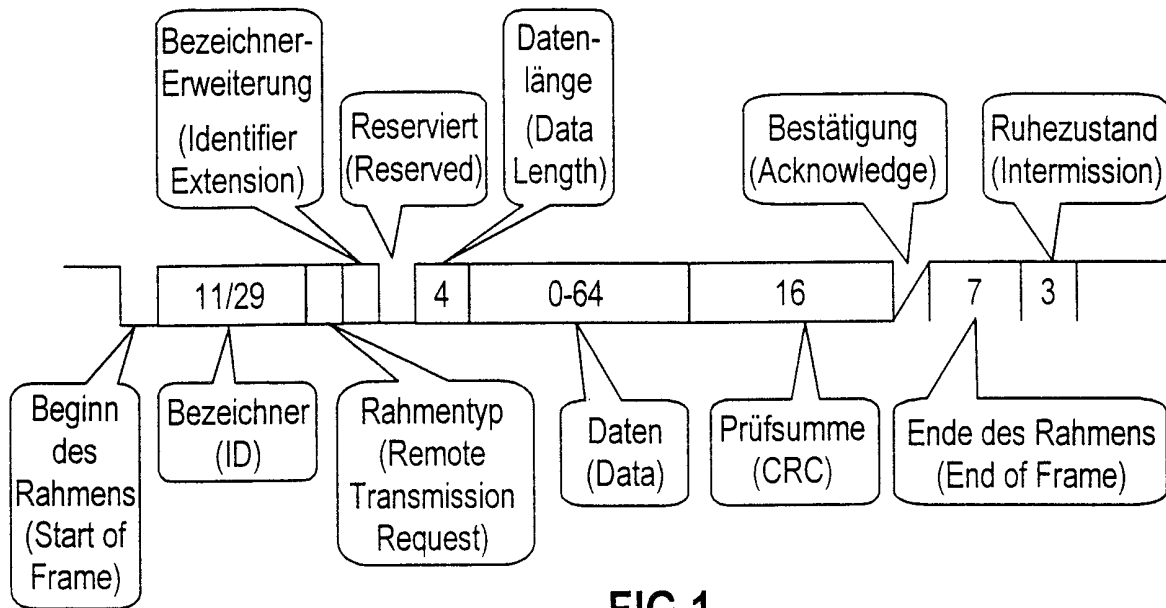 Bezeichner-
Erweiterung
(Identifier
Extension)
Reserviert
(Reserved)
Daten-
länge
(Data
Length)
Bestätigung
(Acknowledge)
Ruhezustand
(Intermission)
11/29
4
0-64
16
7
3
Beginn
des
Rahmens
(Start of
Frame)
Bezeichner
(ID)
Rahmentyp
(Remote
Transmission
Request)
Daten
(Data)
Prüfsumme
(CRC)
Ende des Rahmens
(End of Frame)
FIG 1